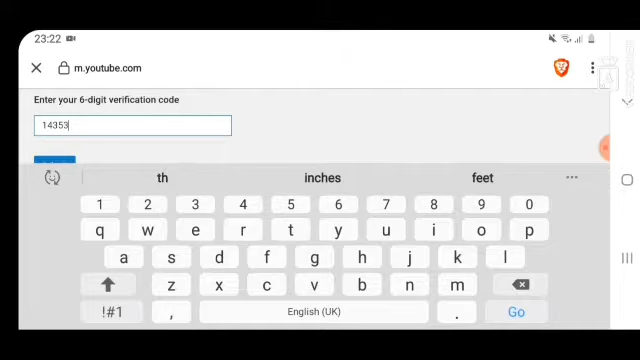 23:22
m.youtube.com
Enter your 6-digit verification code
14353
th inches feet
1 2 3 4 5 6 7 8 9 0
q w e r t y u i o p
a s d f g h j k l
z x c v b n m
!#1 , English (UK) . Go